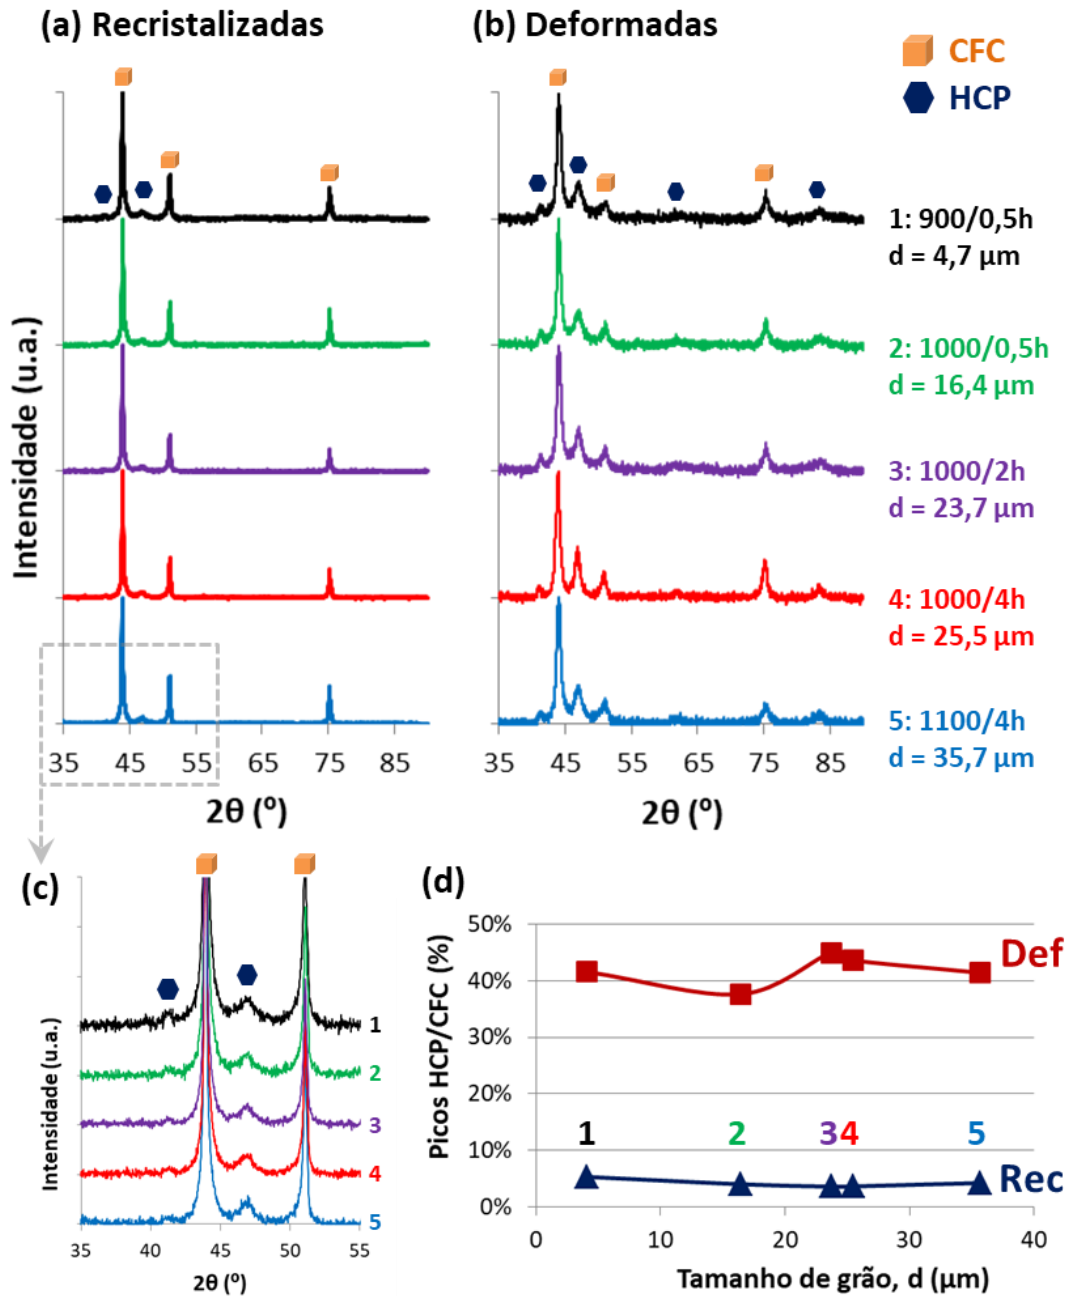 (a) Recristalizadas
(b) Deformadas
CFC
HCP
Intensidade (u.a.)
1: 900/0,5h
d = 4,7 µm
2: 1000/0,5h
d = 16,4 µm
3: 1000/2h
d = 23,7 µm
4: 1000/4h
d = 25,5 µm
5: 1100/4h
d = 35,7 µm
35 45 55 65 75 85
2θ (º)
35 45 55 65 75 85
2θ (º)
(c)
Intensidade (u.a.)
1
2
3
4
5
35 40 45 50 55
2θ (º)
(d)
Picos HCP/CFC (%)
50%
40%
30%
20%
10%
0%
Def
1 2 3 4 5
Rec
0 10 20 30 40
Tamanho de grão, d (µm)